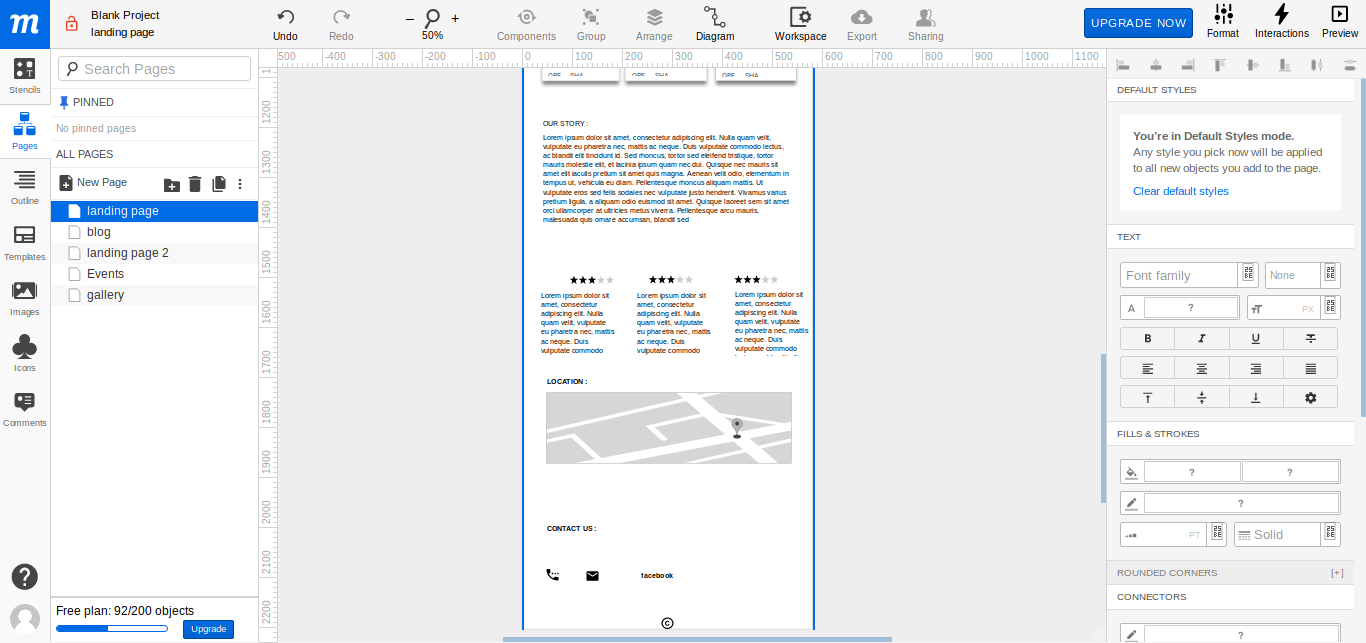 m
Blank Project
landing page
Undo
Redo
–
+
50%
Components
Group
Arrange
Diagram
Workspace
Export
Sharing
UPGRADE NOW
Format
Interactions
Preview
Stencils
Pages
Outline
Templates
Images
Icons
Comments
Search Pages
PINNED
No pinned pages
ALL PAGES
New Page
landing page
blog
landing page 2
Events
gallery
Free plan: 92/200 objects
Upgrade
500 -400 -300 -200 -100 0 100 200 300 400 500 600 700 800 900 1000 1100
1200
1300
1400
1500
1600
1700
1800
1900
2000
2100
2200
OUR STORY :
Lorem ipsum dolor sit amet, consectetur adipiscing elit. Nulla quam velit,
vulputate eu pharetra nec, mattis ac neque. Duis vulputate commodo lectus,
ac blandit elit tincidunt id. Sed rhoncus, tortor sed eleifend tristique, tortor
mauris molestie elit, et lacinia ipsum quam nec dui. Quisque nec mauris sit
amet elit iaculis pretium sit amet quis magna. Aenean velit odio, elementum in
tempus ut, vehicula eu diam. Pellentesque rhoncus aliquam mattis. Ut
vulputate eros sed felis sodales nec vulputate justo hendrerit. Vivamus varius
pretium ligula, a aliquam odio euismod sit amet. Quisque laoreet sem sit amet
orci ullamcorper at ultricies metus viverra. Pellentesque arcu mauris,
malesuada quis ornare accumsan, blandit sed
Lorem ipsum dolor sit
amet, consectetur
adipiscing elit. Nulla
quam velit, vulputate
eu pharetra nec, mattis
ac neque. Duis
vulputate commodo
Lorem ipsum dolor sit
amet, consectetur
adipiscing elit. Nulla
quam velit, vulputate
eu pharetra nec, mattis
ac neque. Duis
vulputate commodo
Lorem ipsum dolor sit
amet, consectetur
adipiscing elit. Nulla
quam velit, vulputate
eu pharetra nec, mattis
ac neque. Duis
vulputate commodo
LOCATION :
CONTACT US :
facebook
©
DEFAULT STYLES
You're in Default Styles mode.
Any style you pick now will be applied
to all new objects you add to the page.
Clear default styles
TEXT
Font family
None
A
?
PX
B
I
U
FILLS & STROKES
?
?
?
PT
Solid
ROUNDED CORNERS
[+]
CONNECTORS
?